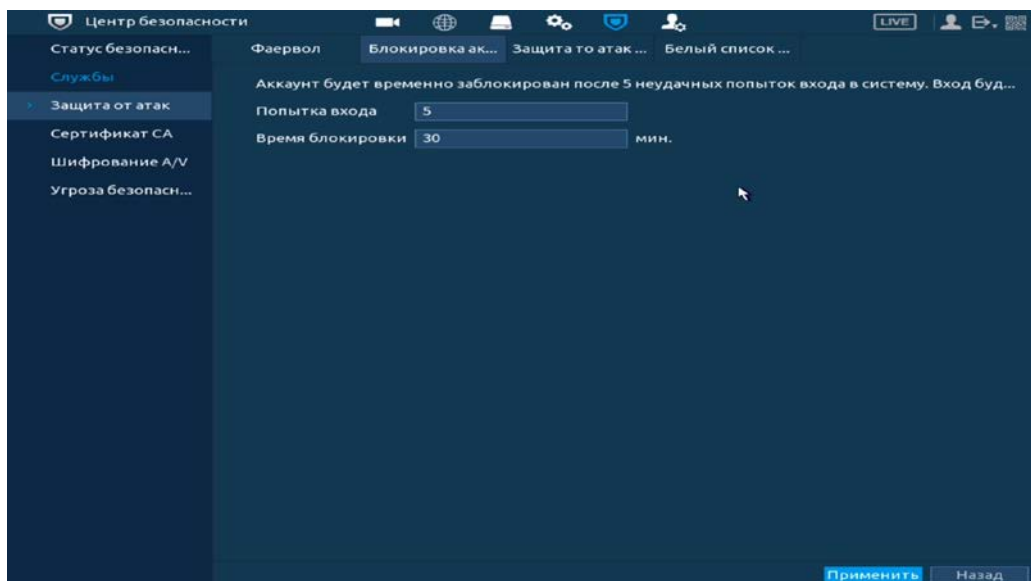 Центр безопасности
LIVE
Статус безопасн...
Службы
Защита от атак
Сертификат CA
Шифрование A/V
Угроза безопасн...
Фаервол
Блокировка ак...
Защита то атак ...
Белый список ...
Аккаунт будет временно заблокирован после 5 неудачных попыток входа в систему. Вход буд...
Попытка входа 5
Время блокировки 30 мин.
Применить
Назад